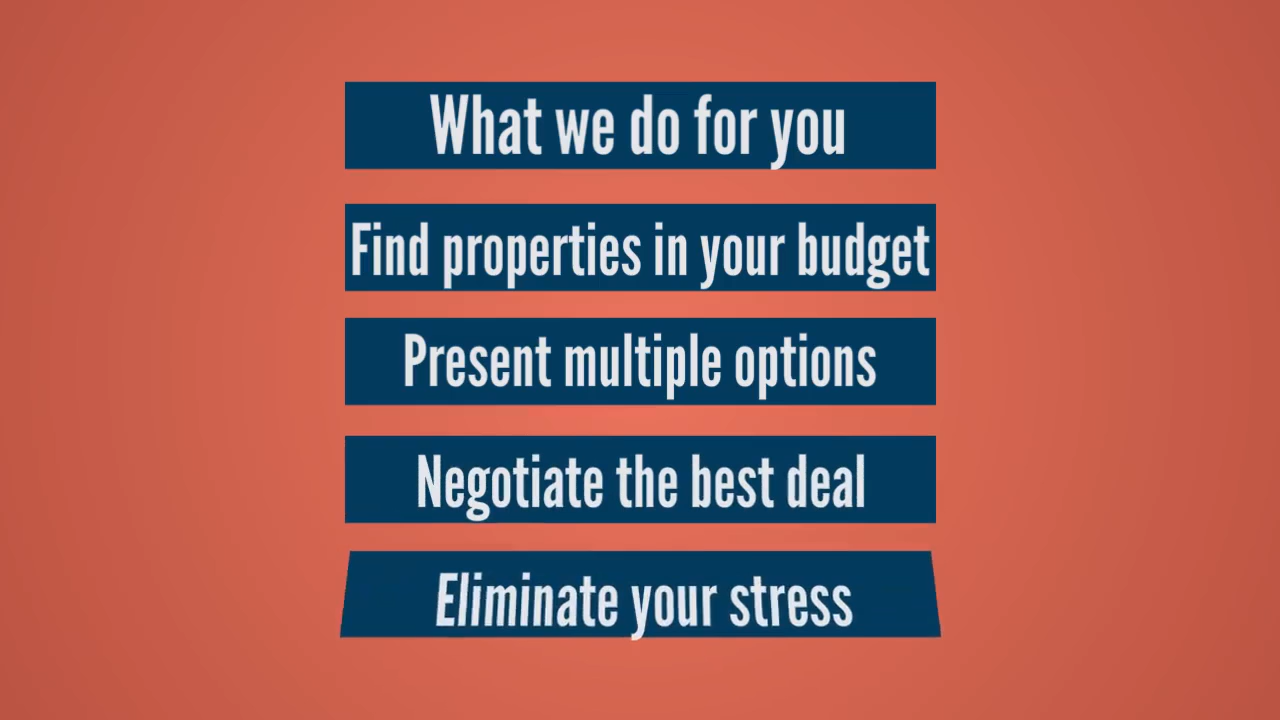 What we do for you
Find properties in your budget
Present multiple options
Negotiate the best deal
Eliminate your stress